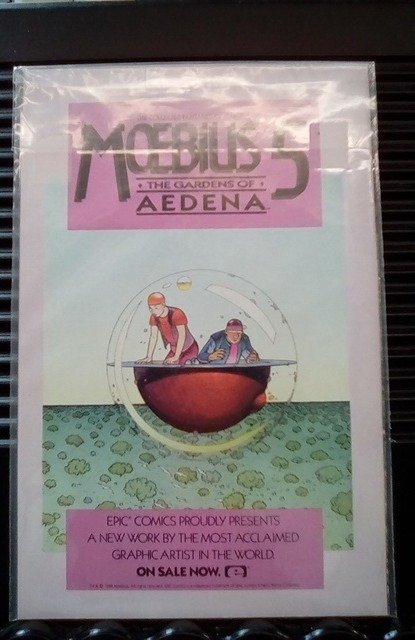 MOEBIUS 5
THE GARDENS OF
AEDENA
EPIC COMICS PROUDLY PRESENTS
A NEW WORK BY THE MOST ACCLAIMED
GRAPHIC ARTIST IN THE WORLD.
ON SALE NOW.